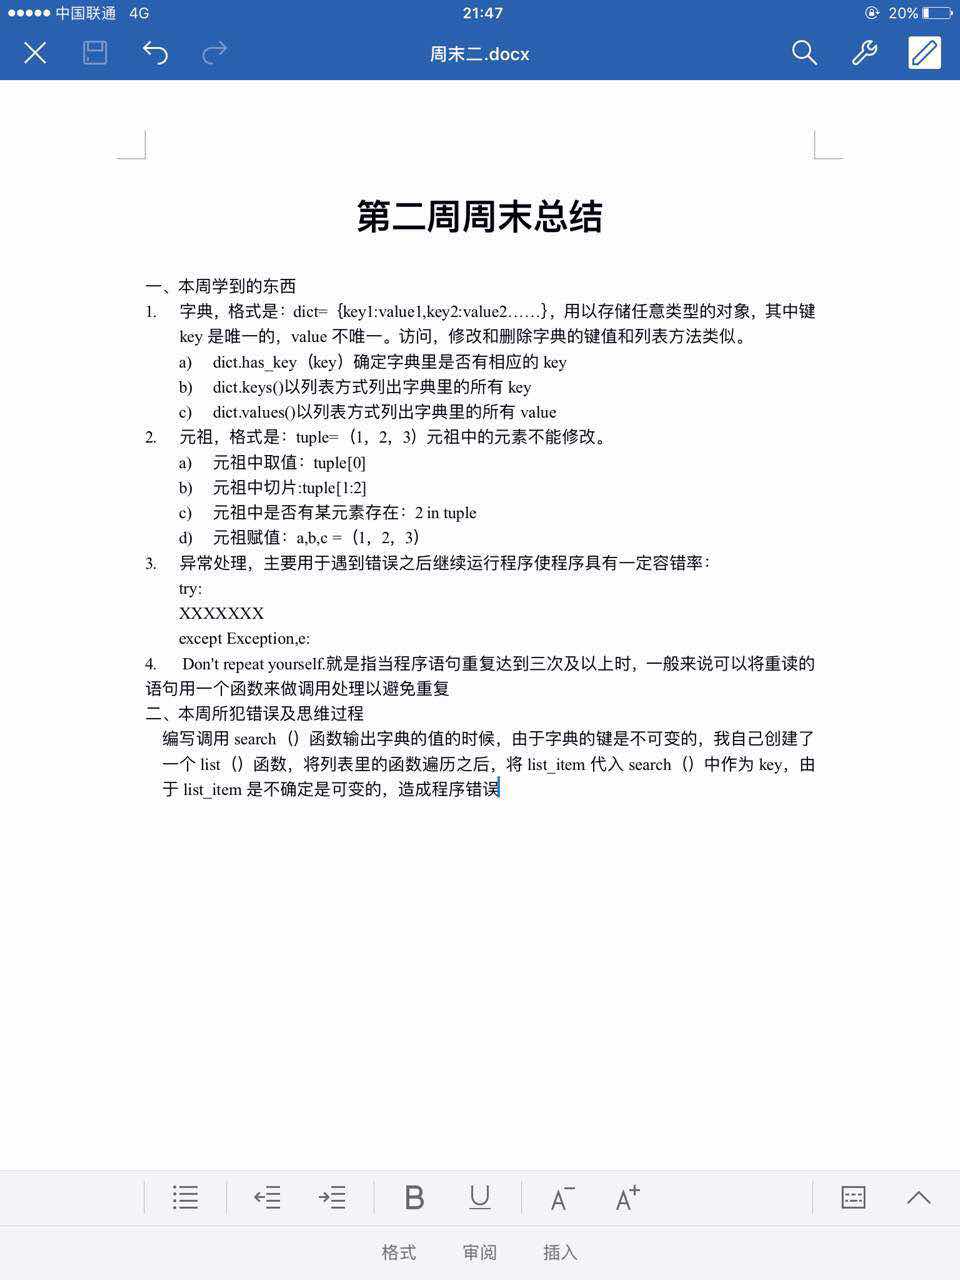 中国联通 4G 21:47 20%
周末二.docx
第二周周末总结
一、本周学到的东西
1. 字典，格式是：dict=｛key1:value1,key2:value2……｝，用以存储任意类型的对象，其中键
key 是唯一的，value 不唯一。访问，修改和删除字典的键值和列表方法类似。
a) dict.has_key（key）确定字典里是否有相应的 key
b) dict.keys()以列表方式列出字典里的所有 key
c) dict.values()以列表方式列出字典里的所有 value
2. 元祖，格式是：tuple=（1，2，3）元祖中的元素不能修改。
a) 元祖中取值：tuple[0]
b) 元祖中切片:tuple[1:2]
c) 元祖中是否有某元素存在：2 in tuple
d) 元祖赋值：a,b,c =（1，2，3）
3. 异常处理，主要用于遇到错误之后继续运行程序使程序具有一定容错率：
try:
XXXXXXX
except Exception,e:
4. Don't repeat yourself.就是指当程序语句重复达到三次及以上时，一般来说可以将重读的
语句用一个函数来做调用处理以避免重复
二、本周所犯错误及思维过程
编写调用 search（）函数输出字典的值的时候，由于字典的键是不可变的，我自己创建了
一个 list（）函数，将列表里的函数遍历之后，将 list_item 代入 search（）中作为 key，由
于 list_item 是不确定是可变的，造成程序错误
B U A- A+
格式 审阅 插入